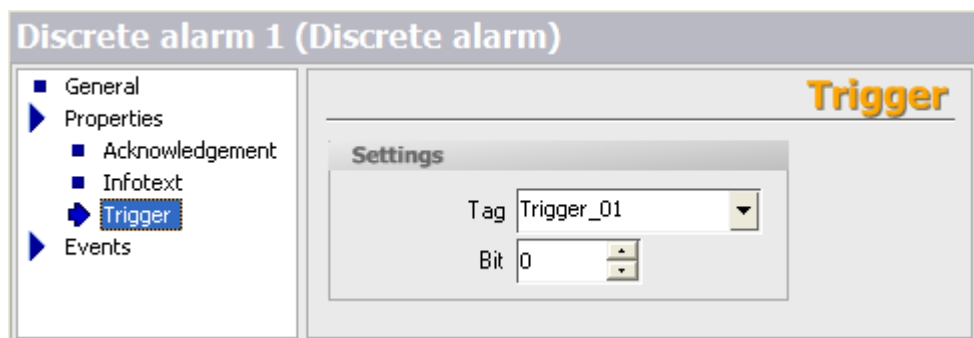 Discrete alarm 1 (Discrete alarm)
General
Properties
Acknowledgement
Infotext
Trigger
Events
Trigger
Settings
Tag Trigger_01
Bit 0